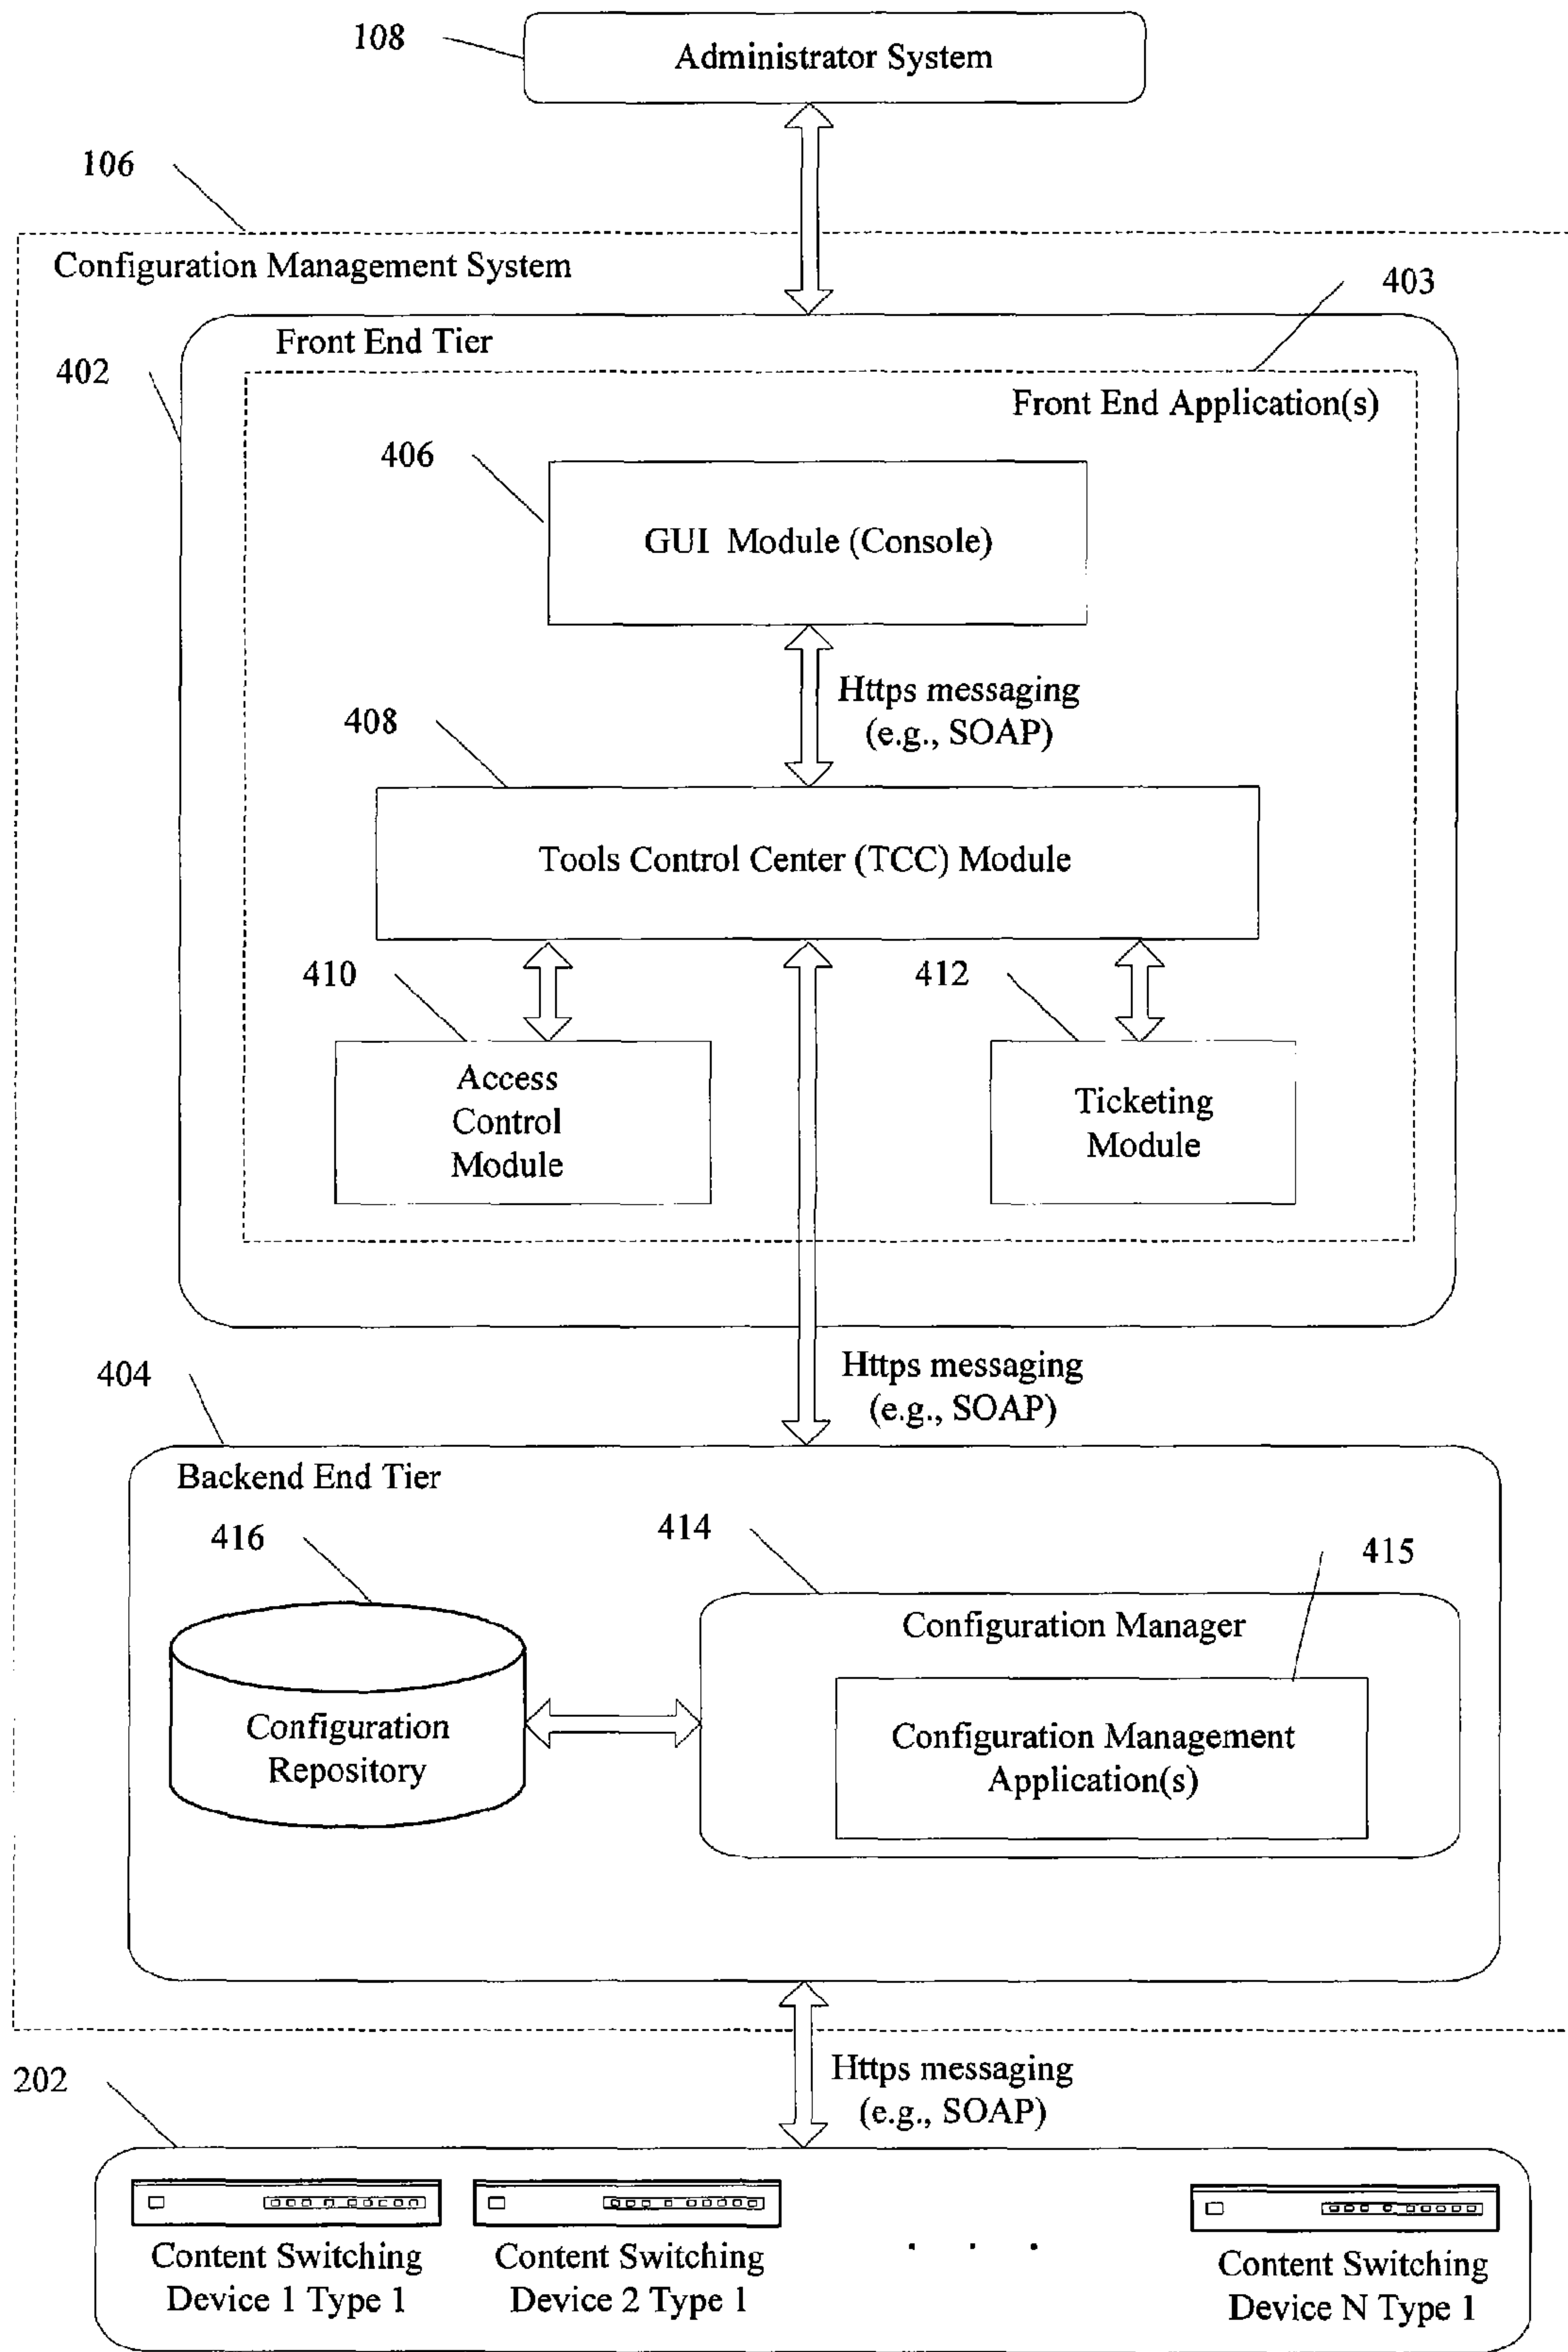 108
Administrator System
106
Configuration Management System
403
Front End Tier
402
Front End Application(s)
406
GUI Module (Console)
Https messaging
(e.g., SOAP)
408
Tools Control Center (TCC) Module
410
412
Access
Control
Module
Ticketing
Module
Https messaging
(e.g., SOAP)
404
Backend End Tier
416
414
415
Configuration Manager
Configuration
Repository
Configuration Management
Application(s)
Https messaging
(e.g., SOAP)
202
Content Switching
Device 1 Type 1
Content Switching
Device 2 Type 1
. . .
Content Switching
Device N Type 1